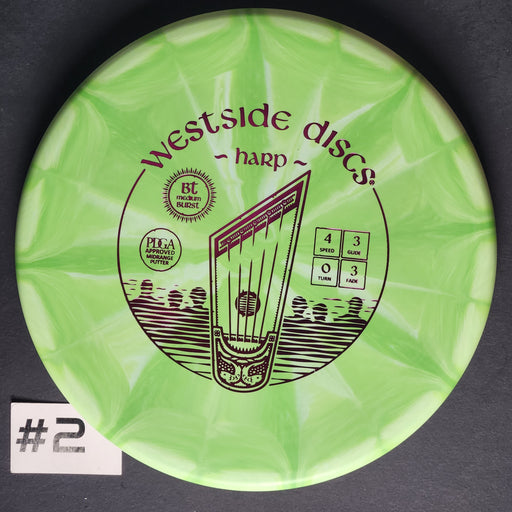 WESTSIDE DISCS®
~ HARP ~
BT
MEDIUM
BURST
PDGA
APPROVED
MIDRANGE
PUTTER
4 3
SPEED GLIDE
0 3
TURN FADE
#2